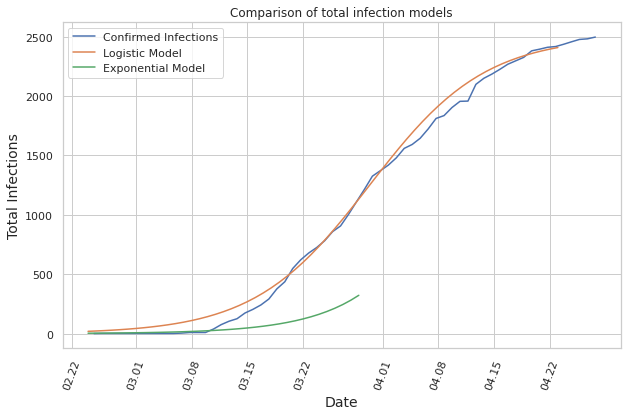 Comparison of total infection models
Confirmed Infections
Logistic Model
Exponential Model
Total Infections
2500
2000
1500
1000
500
0
02.22
03.01
03.08
03.15
03.22
04.01
04.08
04.15
04.22
Date